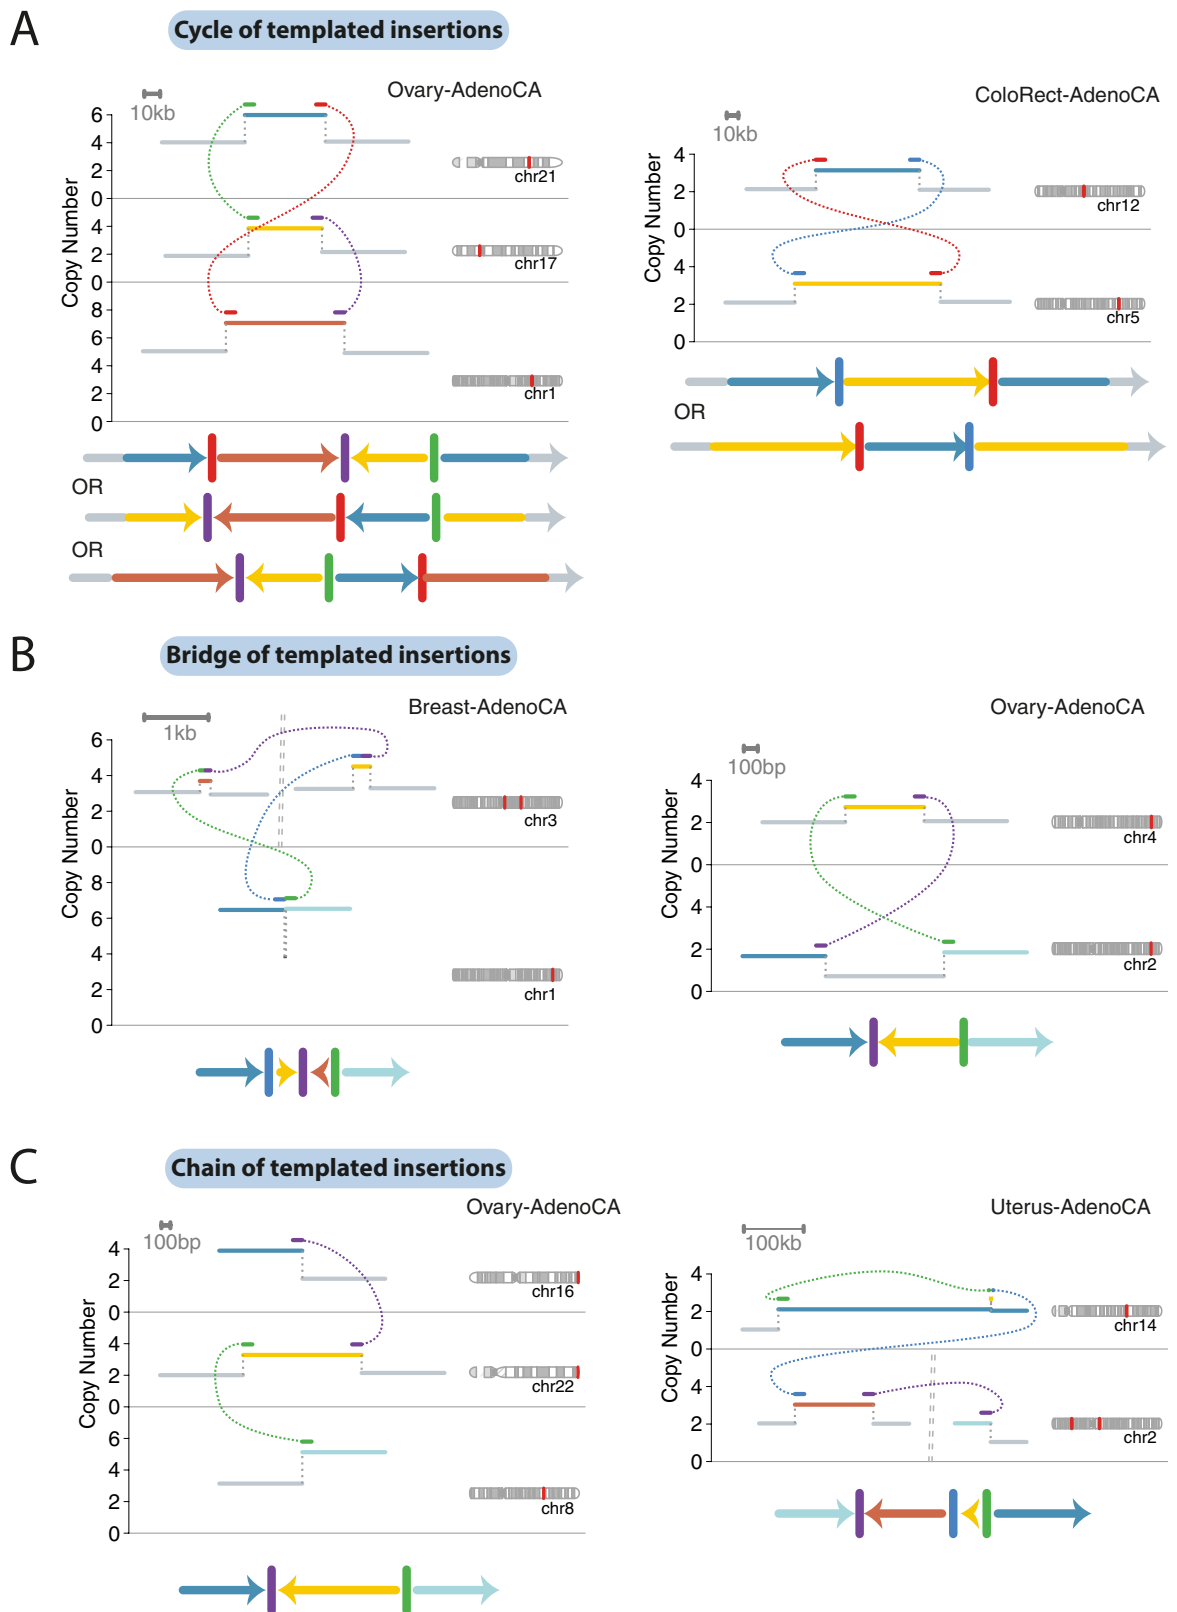 A
Cycle of templated insertions
Ovary-AdenoCA
10kb
Copy Number
6
4
2
0
chr21
4
2
0
chr17
8
6
4
2
0
chr1
OR
OR
ColoRect-AdenoCA
10kb
Copy Number
4
2
0
chr12
4
2
0
chr5
OR
B
Bridge of templated insertions
Breast-AdenoCA
1kb
Copy Number
6
4
2
0
chr3
8
6
4
2
0
chr1
Ovary-AdenoCA
100bp
Copy Number
4
2
0
chr4
4
2
0
chr2
C
Chain of templated insertions
Ovary-AdenoCA
100bp
Copy Number
4
2
0
chr16
4
2
0
chr22
6
4
2
0
chr8
Uterus-AdenoCA
100kb
Copy Number
4
2
0
chr14
4
2
0
chr2